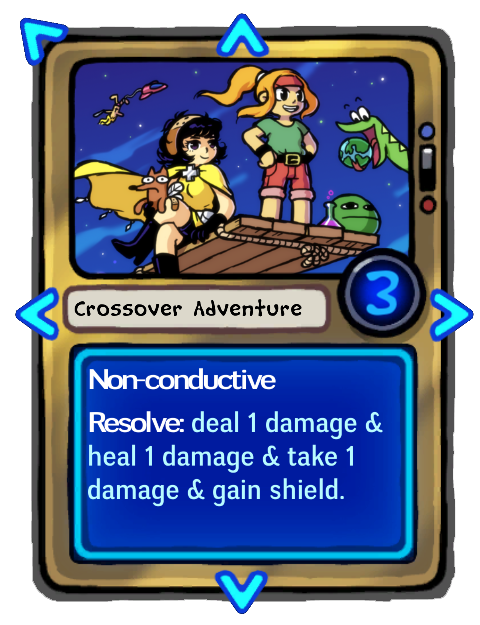 3
Crossover Adventure
Non-conductive
Resolve: deal 1 damage &
heal 1 damage & take 1
damage & gain shield.